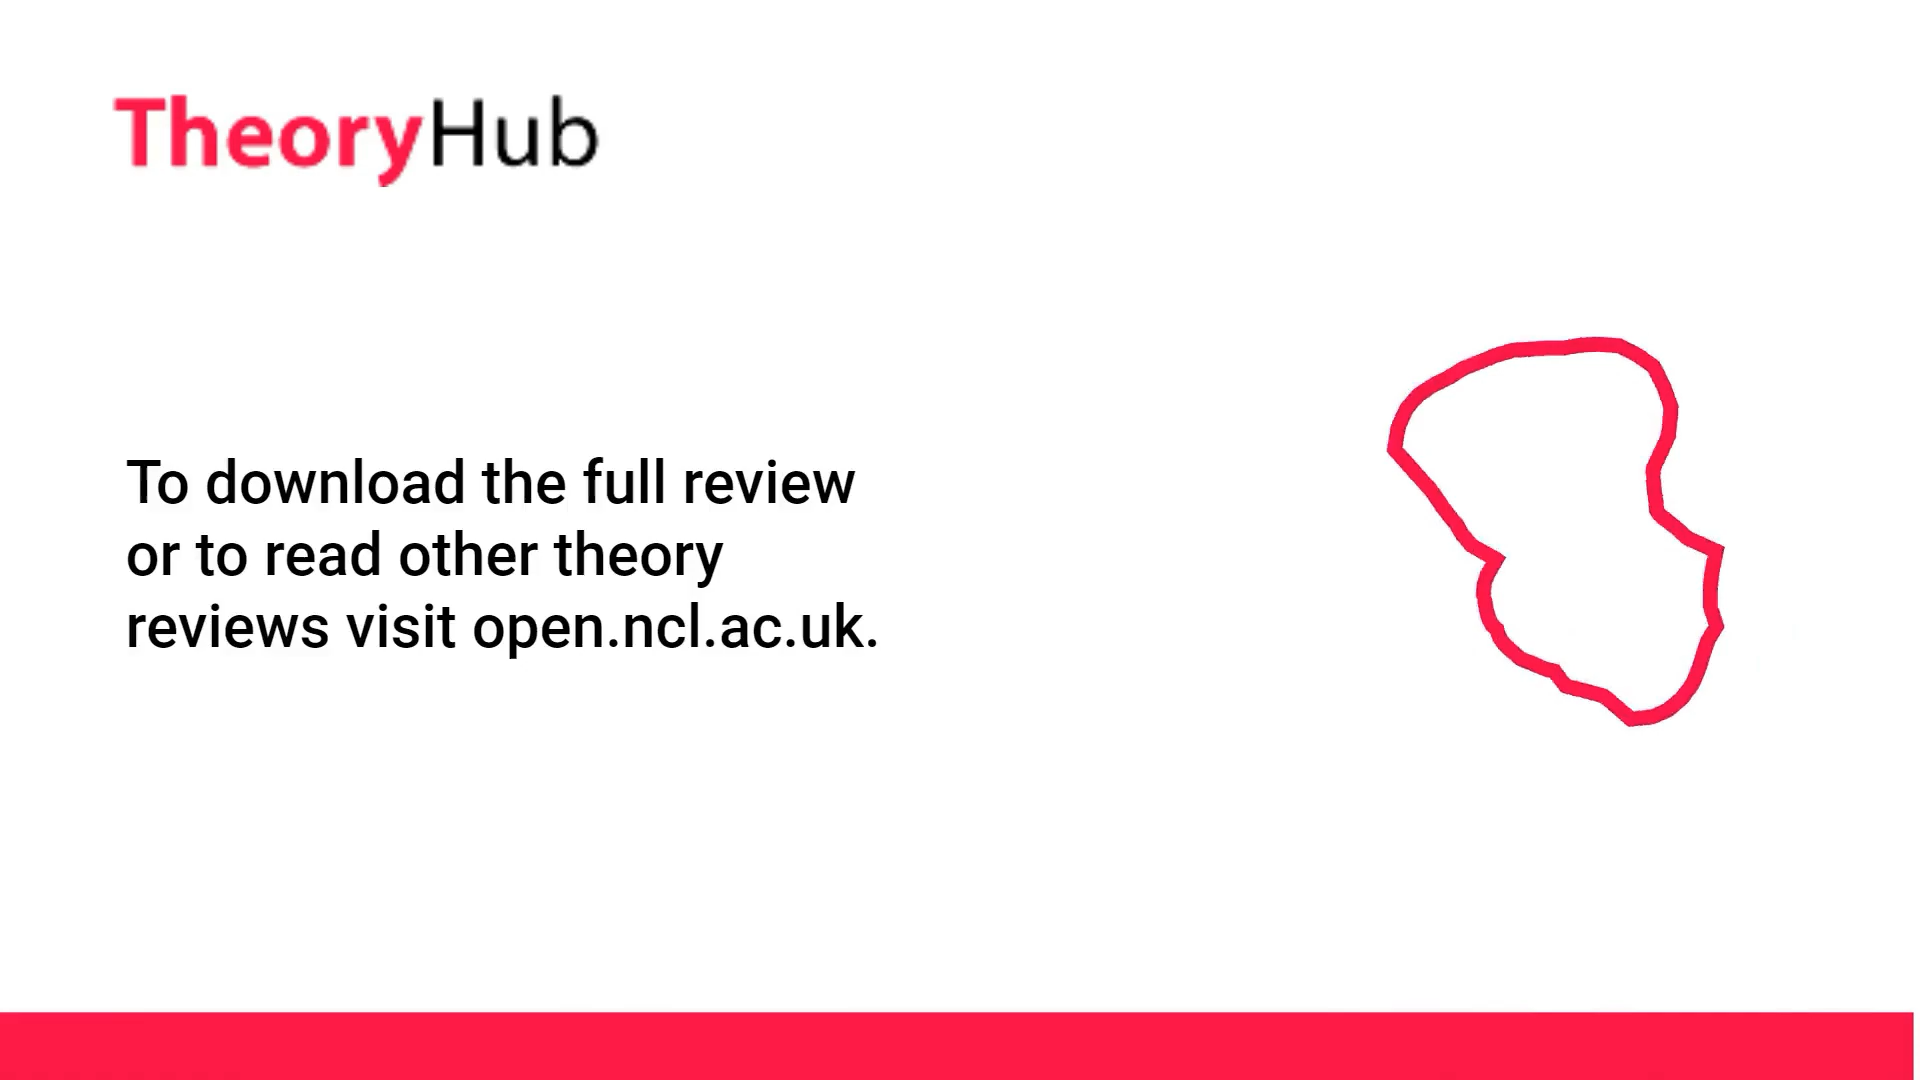 TheoryHub
To download the full review
or to read other theory
reviews visit open.ncl.ac.uk.